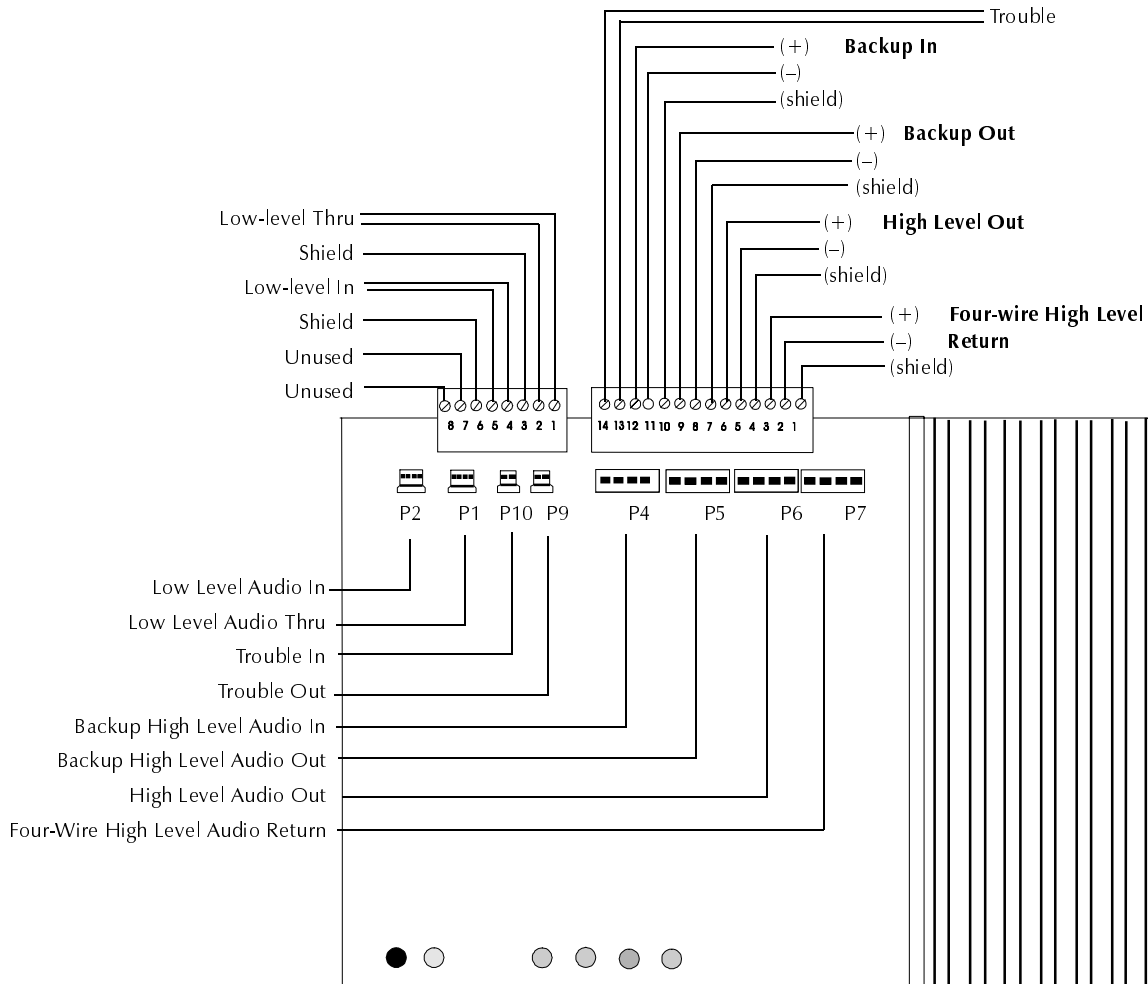 Trouble
(+) Backup In
(–)
(shield)
(+) Backup Out
(–)
(shield)
Low-level Thru
(+) High Level Out
Shield
(–)
(shield)
Low-level In
Shield
(+) Four-wire High Level
(–) Return
Unused
(shield)
Unused
8 7 6 5 4 3 2 1
14 13 12 11 10 9 8 7 6 5 4 3 2 1
P2 P1 P10 P9 P4 P5 P6 P7
Low Level Audio In
Low Level Audio Thru
Trouble In
Trouble Out
Backup High Level Audio In
Backup High Level Audio Out
High Level Audio Out
Four-Wire High Level Audio Return